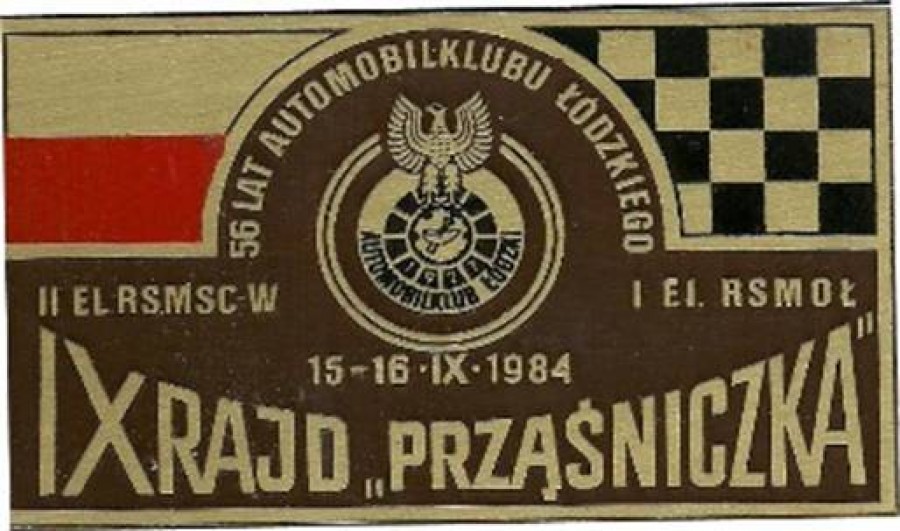 56 LAT AUTOMOBILKLUBU ŁÓDZKIEGO
AUTOMOBILKLUB ŁÓDZKI
II EL RSMSC-W
I El. RSMOŁ
15-16·IX·1984
IX RAJD „PRZĄŚNICZKA"